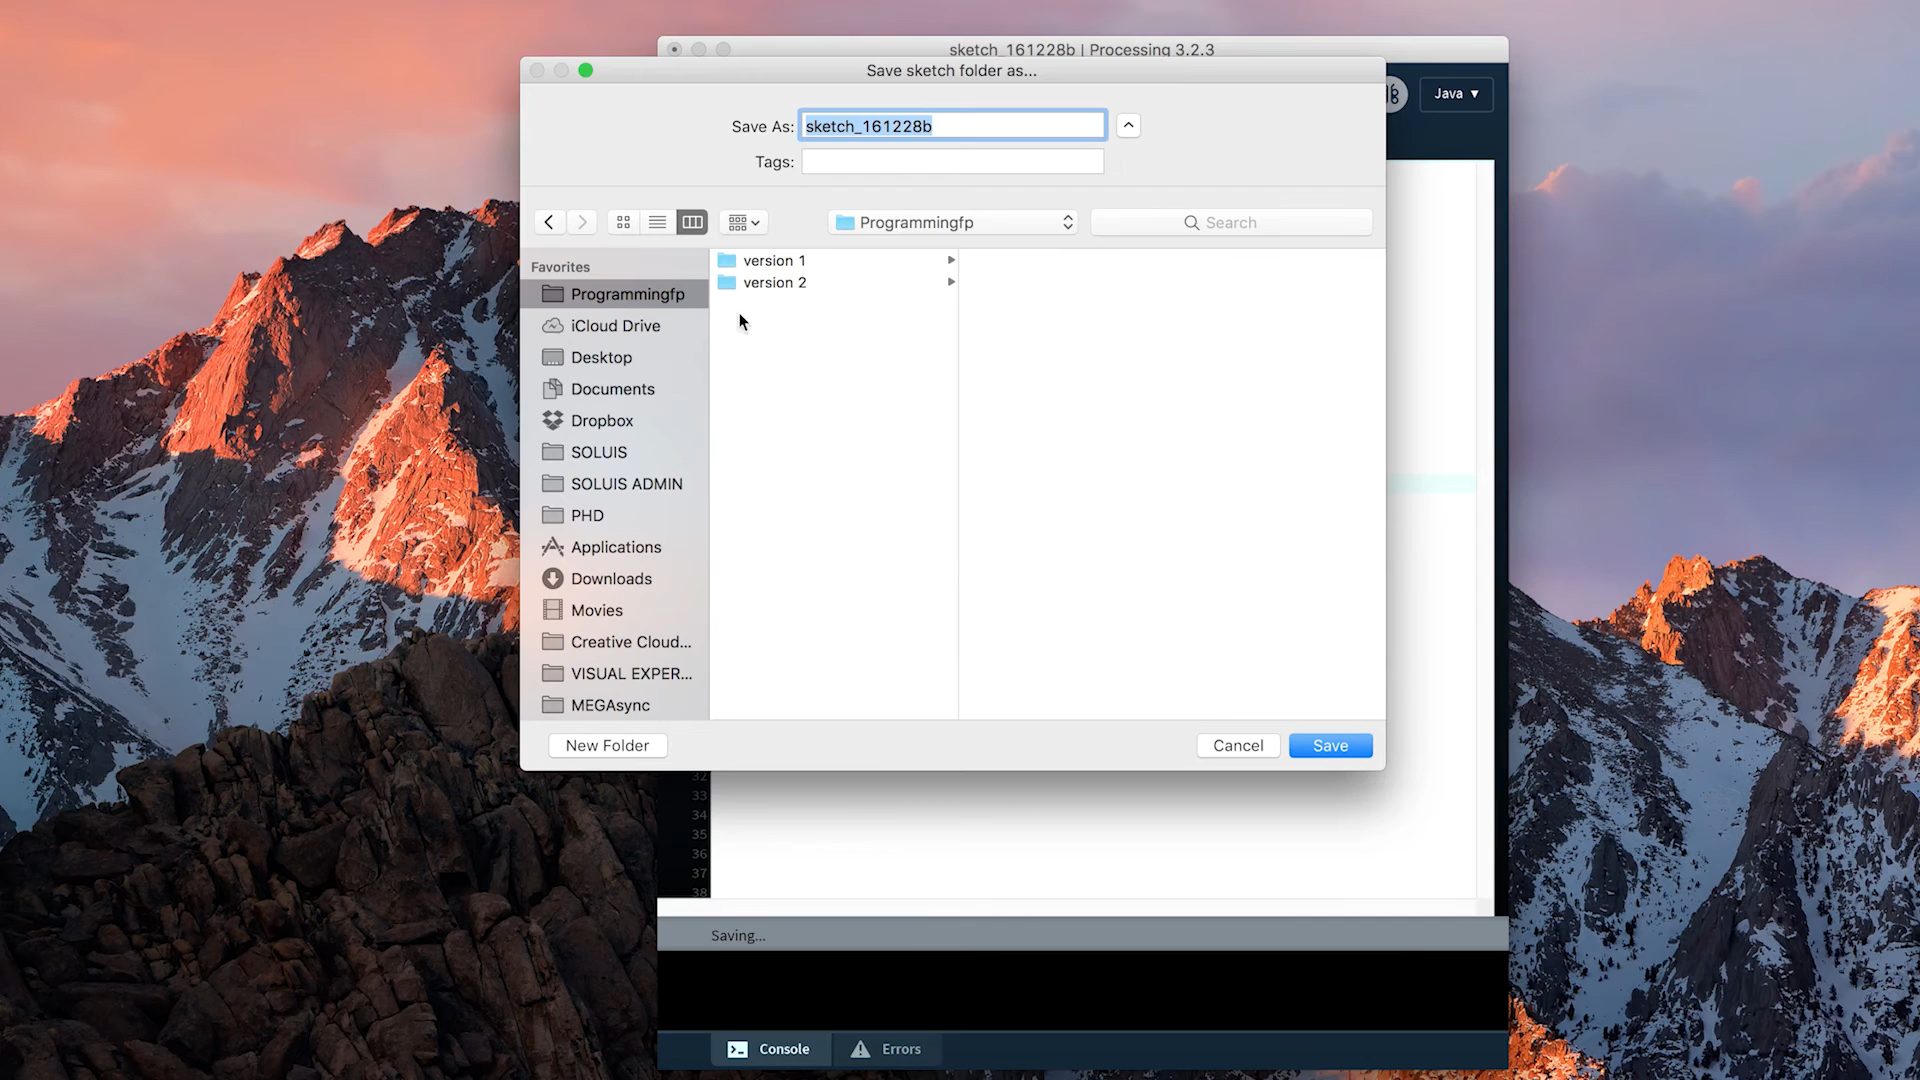 sketch_161228b | Processing 3.2.3
Save sketch folder as...
Java ▾
Save As: sketch_161228b
Tags:
Programmingfp
Search
Favorites
Programmingfp
iCloud Drive
Desktop
Documents
Dropbox
SOLUIS
SOLUIS ADMIN
PHD
Applications
Downloads
Movies
Creative Cloud...
VISUAL EXPER...
MEGAsync
version 1
version 2
New Folder
Cancel
Save
32
33
34
35
36
37
38
Saving...
Console
Errors